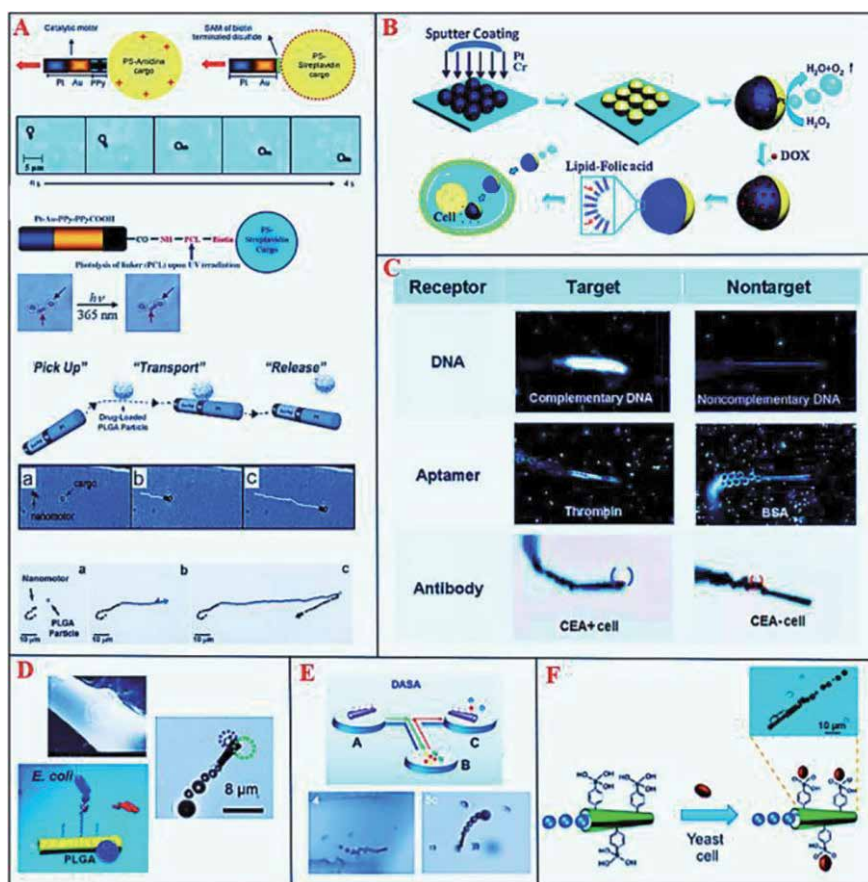 A
Catalytic motor
SAM of biotin
terminated disulfide
PS-Amidine
cargo
PS-
Streptavidin
cargo
Pt Au PPy
Pt Au
5 µm
0 s
4 s
Pt-Au-PPy-PPyCOOH
CO NH PCL Biotin
PS-
Streptavidin
Cargo
Photolysis of linker (PCL) upon UV irradiation
hν
365 nm
'Pick Up"
"Transport"
"Release"
Drug-Loaded
PLGA Particle
a
b
c
cargo
nanomotor
a
b
c
Nanomotor
PLGA
Particle
10 µm
10 µm
10 µm
B
Sputter Coating
Pt
Cr
H2O+O2
H2O2
DOX
Lipid-Folic acid
Cell
C
Receptor
Target
Nontarget
DNA
Complementary DNA
Noncomplementary DNA
Aptamer
Thrombin
BSA
Antibody
CEA+cell
CEA-cell
D
E. coli
PLGA
8 µm
E
DASA
A
C
B
F
10 µm
Yeast
cell